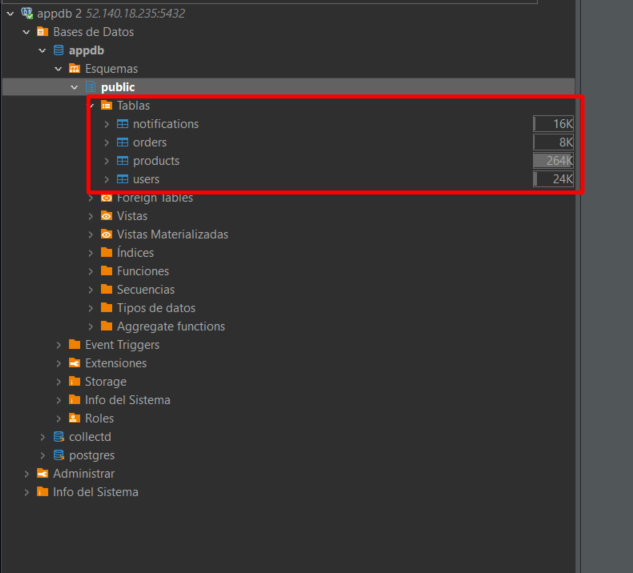 appdb 2 52.140.18.235:5432
Bases de Datos
appdb
Esquemas
public
Tablas
notifications 16K
orders 8K
products 264K
users 24K
Foreign Tables
Vistas
Vistas Materializadas
Índices
Funciones
Secuencias
Tipos de datos
Aggregate functions
Event Triggers
Extensiones
Storage
Info del Sistema
Roles
collectd
postgres
Administrar
Info del Sistema